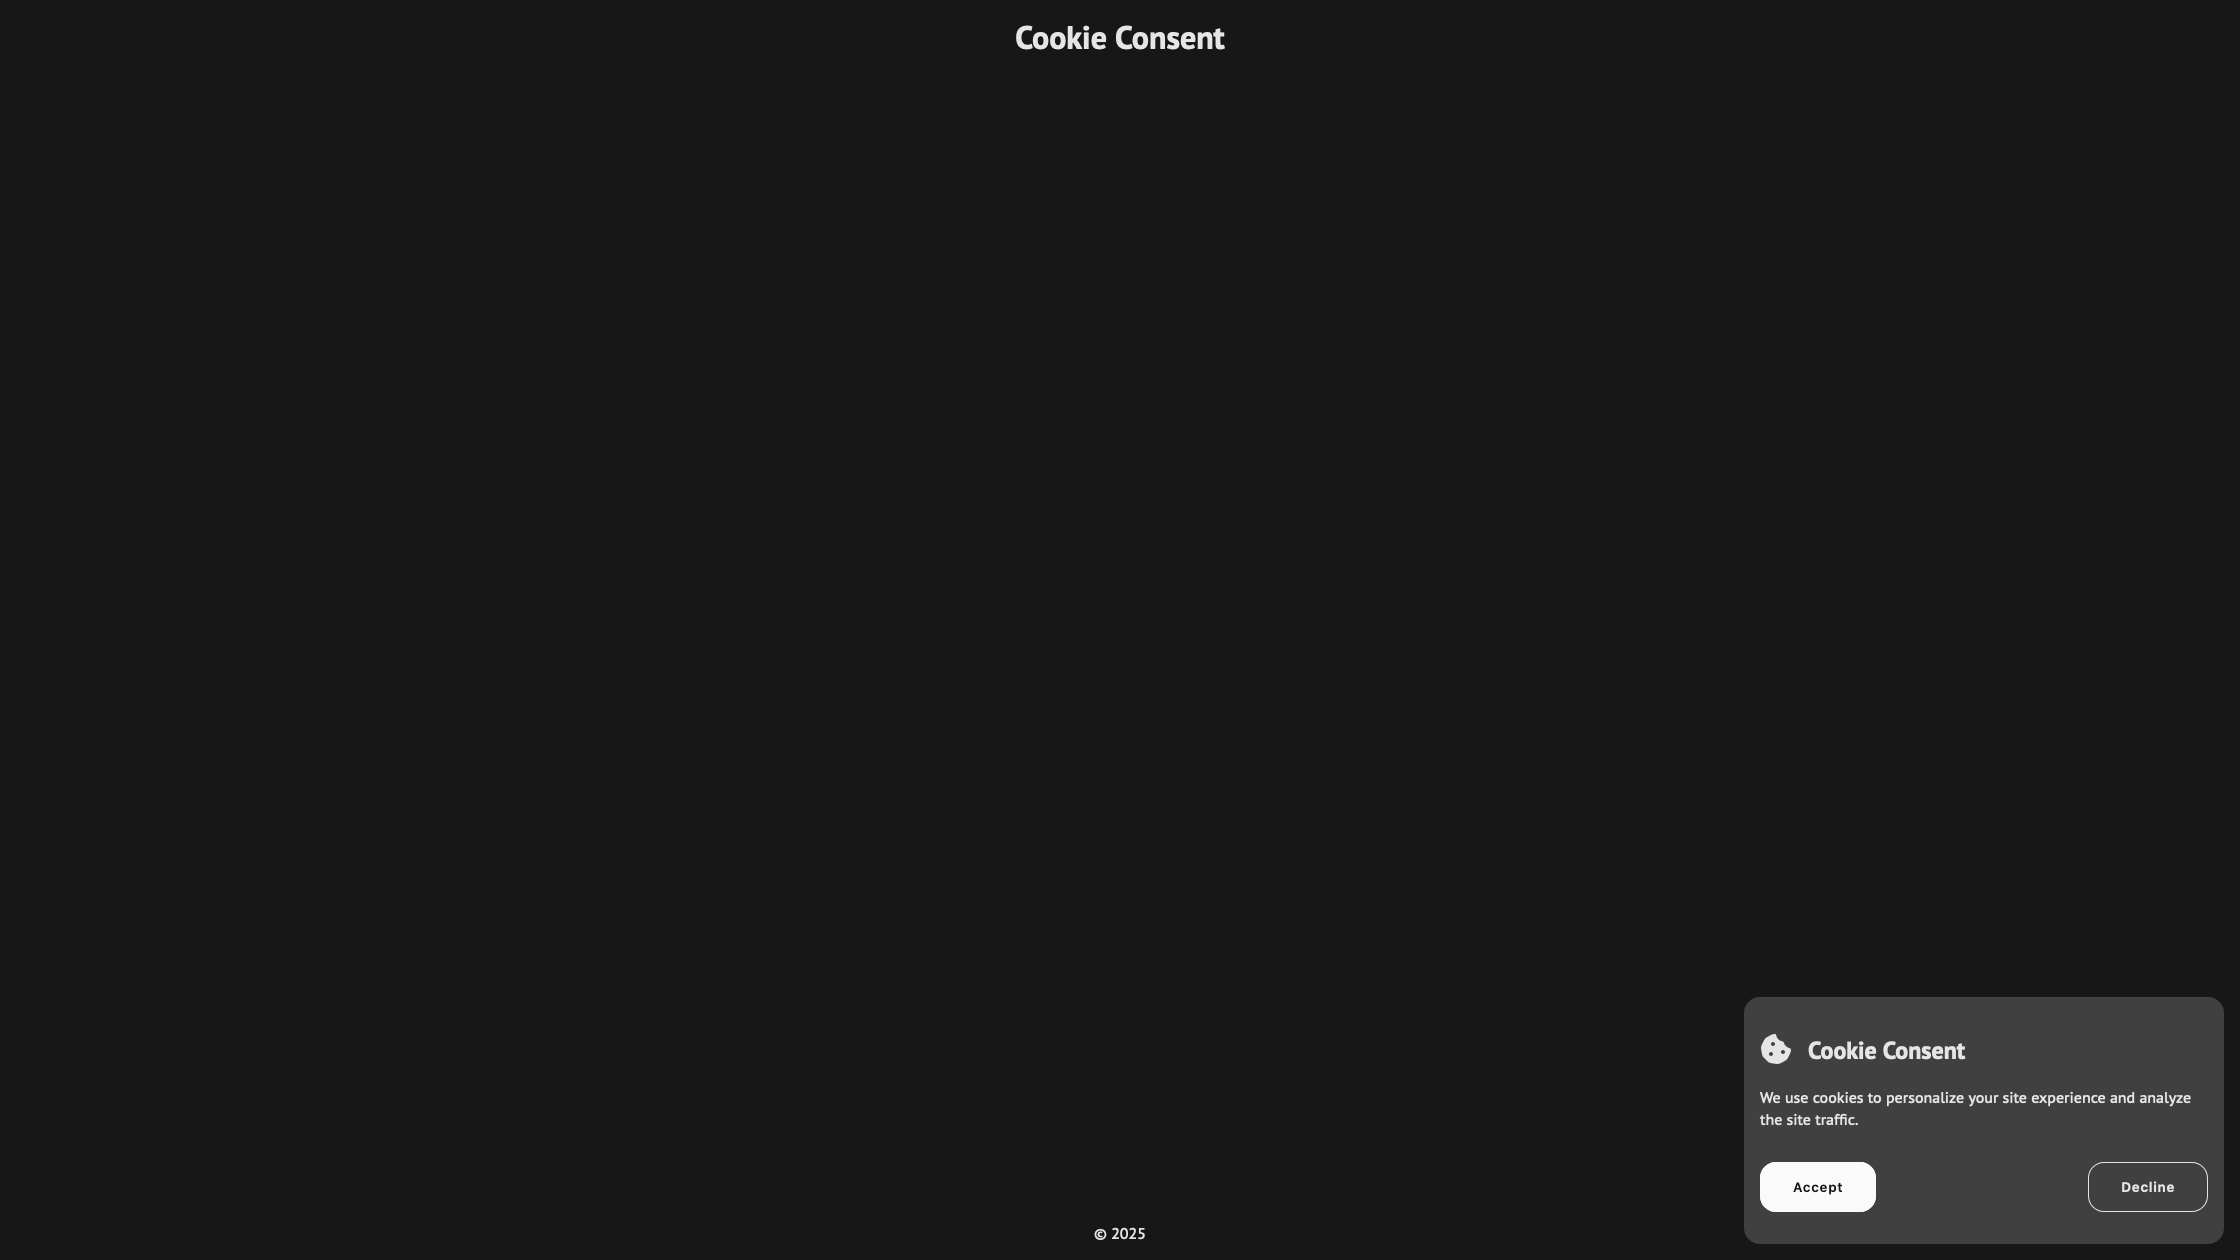 Cookie Consent
Cookie Consent
We use cookies to personalize your site experience and analyze
the site traffic.
Accept
Decline
© 2025